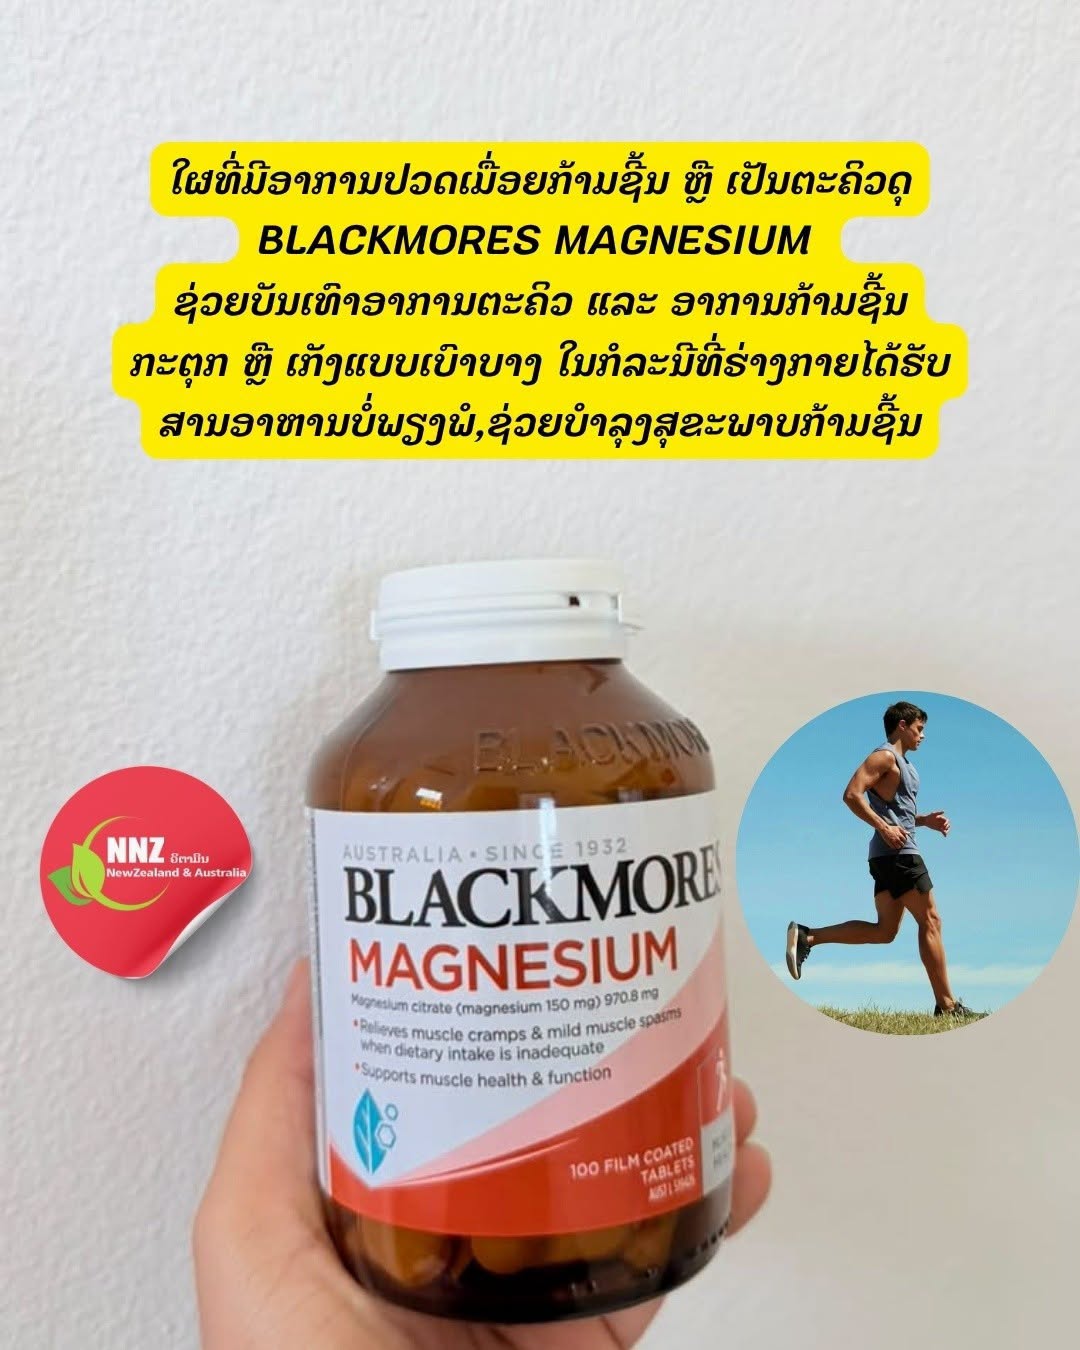 ໃຜທີ່ມີອາການປວດເມື່ອຍກ້າມຊີ້ນ ຫຼື ເປັນຕະຄິວດຸ
BLACKMORES MAGNESIUM
ຊ່ວຍບັນເທົາອາການຕະຄິວ ແລະ ອາການກ້າມຊີ້ນ
ກະຕຸກ ຫຼື ເກັງແບບເບົາບາງ ໃນກໍລະນີທີ່ຮ່າງກາຍໄດ້ຮັບ
ສານອາຫານບໍ່ພຽງພໍ,ຊ່ວຍບຳລຸງສຸຂະພາບກ້າມຊີ້ນ
NNZ ວິຕາມິນ
NewZealand & Australia
BLACKMOR
AUSTRALIA • SINCE 1932
BLACKMORES
MAGNESIUM
Magnesium citrate (magnesium 150 mg) 970.8 mg
•Relieves muscle cramps & mild muscle spasms
when dietary intake is inadequate
•Supports muscle health & function
100 FILM COATED
TABLETS
AUST L